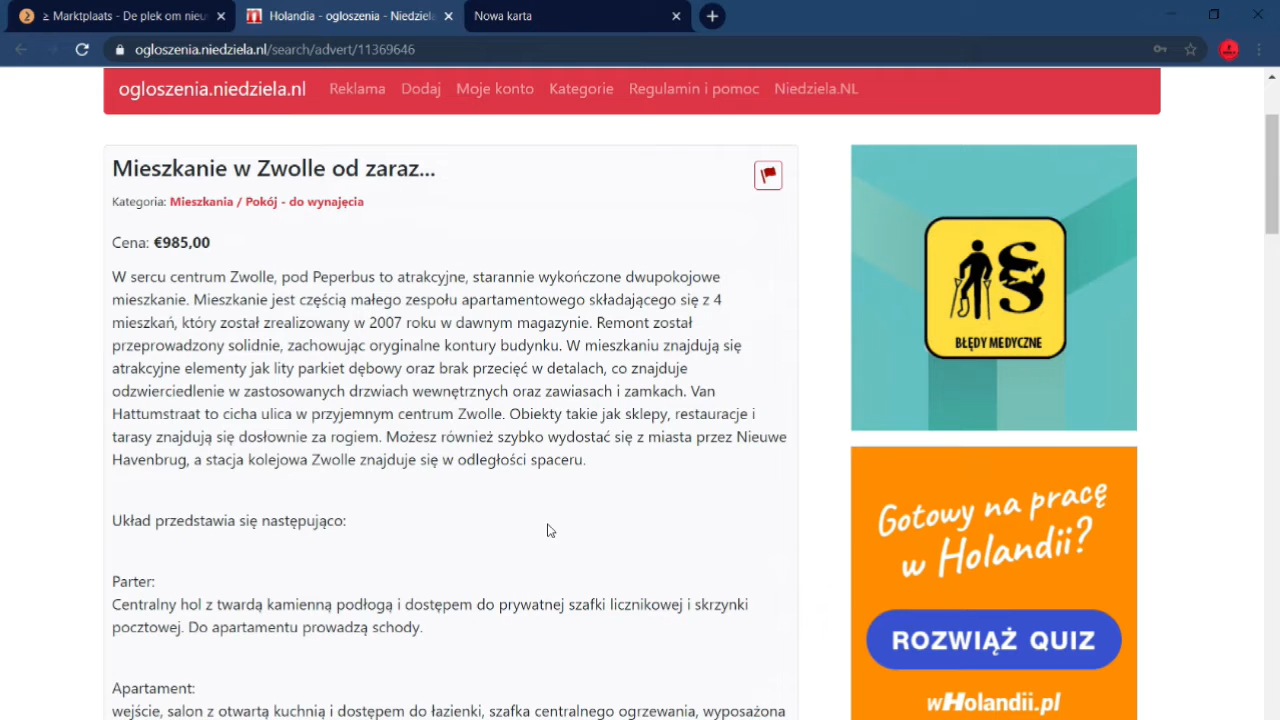 ≥ Marktplaats - De plek om nieu
Holandia - ogloszenia - Niedziela
Nowa karta
ogloszenia.niedziela.nl/search/advert/11369646
ogloszenia.niedziela.nl
Reklama
Dodaj
Moje konto
Kategorie
Regulamin i pomoc
Niedziela.NL
Mieszkanie w Zwolle od zaraz...
Kategoria: Mieszkania / Pokój - do wynajęcia
Cena: €985,00
W sercu centrum Zwolle, pod Peperbus to atrakcyjne, starannie wykończone dwupokojowe
mieszkanie. Mieszkanie jest częścią małego zespołu apartamentowego składającego się z 4
mieszkań, który został zrealizowany w 2007 roku w dawnym magazynie. Remont został
przeprowadzony solidnie, zachowując oryginalne kontury budynku. W mieszkaniu znajdują się
atrakcyjne elementy jak lity parkiet dębowy oraz brak przecięć w detalach, co znajduje
odzwierciedlenie w zastosowanych drzwiach wewnętrznych oraz zawiasach i zamkach. Van
Hattumstraat to cicha ulica w przyjemnym centrum Zwolle. Obiekty takie jak sklepy, restauracje i
tarasy znajdują się dosłownie za rogiem. Możesz również szybko wydostać się z miasta przez Nieuwe
Havenbrug, a stacja kolejowa Zwolle znajduje się w odległości spaceru.
Układ przedstawia się następująco:
Parter:
Centralny hol z twardą kamienną podłogą i dostępem do prywatnej szafki licznikowej i skrzynki
pocztowej. Do apartamentu prowadzą schody.
Apartament:
wejście, salon z otwartą kuchnią i dostępem do łazienki, szafka centralnego ogrzewania, wyposażona
BŁĘDY MEDYCZNE
Gotowy na pracę
w Holandii?
ROZWIĄŻ QUIZ
wHolandii.pl